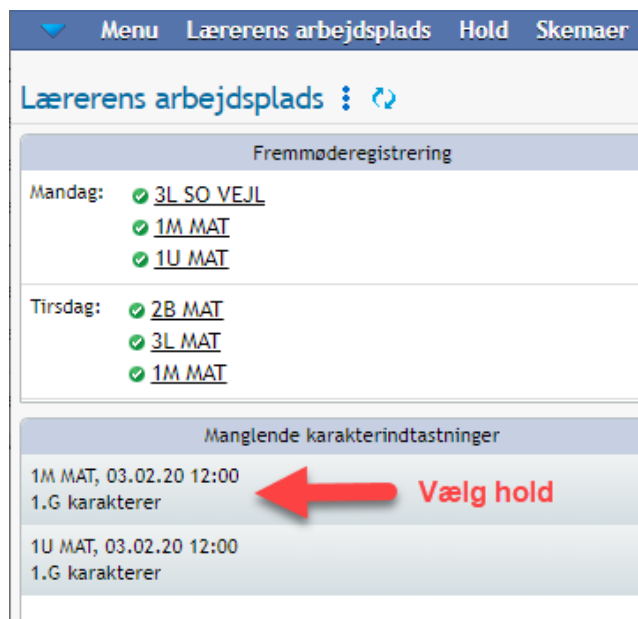 Menu Lærerens arbejdsplads Hold Skemaer
Lærerens arbejdsplads
Fremmøderegistrering
Mandag: 3L SO VEJL
1M MAT
1U MAT
Tirsdag: 2B MAT
3L MAT
1M MAT
Manglende karakterindtastninger
1M MAT, 03.02.20 12:00
1.G karakterer
Vælg hold
1U MAT, 03.02.20 12:00
1.G karakterer